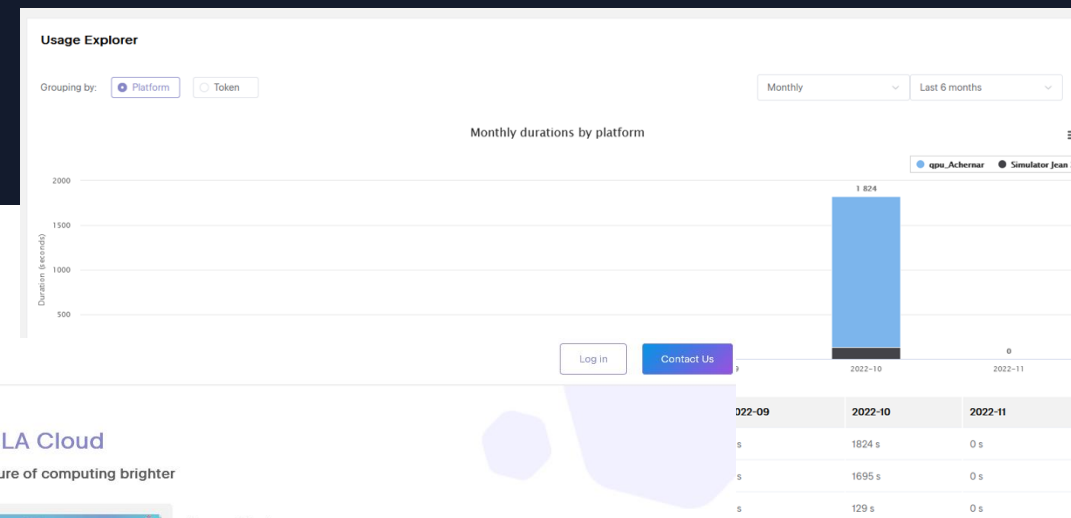 Usage Explorer
Grouping by: Platform Token
Monthly Last 6 months
Monthly durations by platform
qpu_Achernar Simulator Jean
2000
1 824
1500
1000
500
Duration (seconds)
0
2022-10 2022-11
Log in Contact Us
022-09 2022-10 2022-11
s 1824 s 0 s
s 1695 s 0 s
s 129 s 0 s
LA Cloud
ure of computing brighter